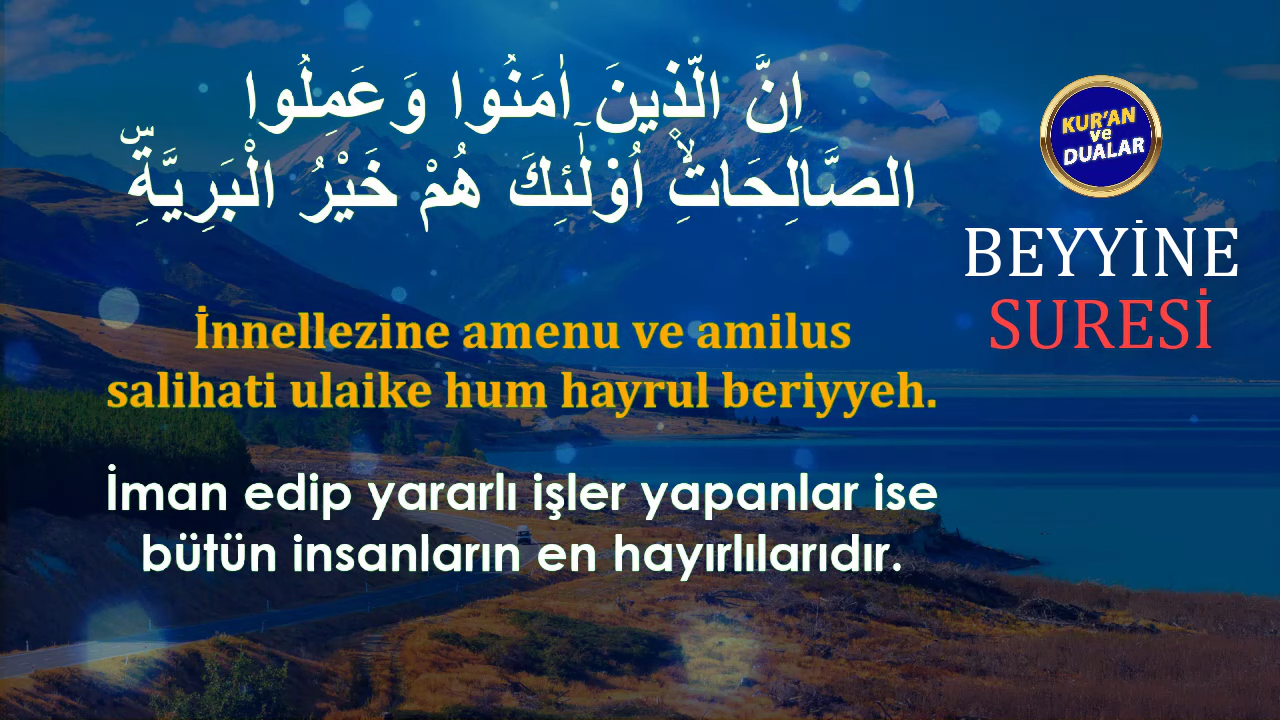 اِنَّ الَّذٖينَ اٰمَنُوا وَعَمِلُوا
الصَّالِحَاتِۙ اُو۬لٰٓئِكَ هُمْ خَيْرُ الْبَرِيَّةِۜ
KUR'AN
ve
DUALAR
BEYYİNE
SURESİ
İnnellezine amenu ve amilus
salihati ulaike hum hayrul beriyyeh.
İman edip yararlı işler yapanlar ise
bütün insanların en hayırlılarıdır.